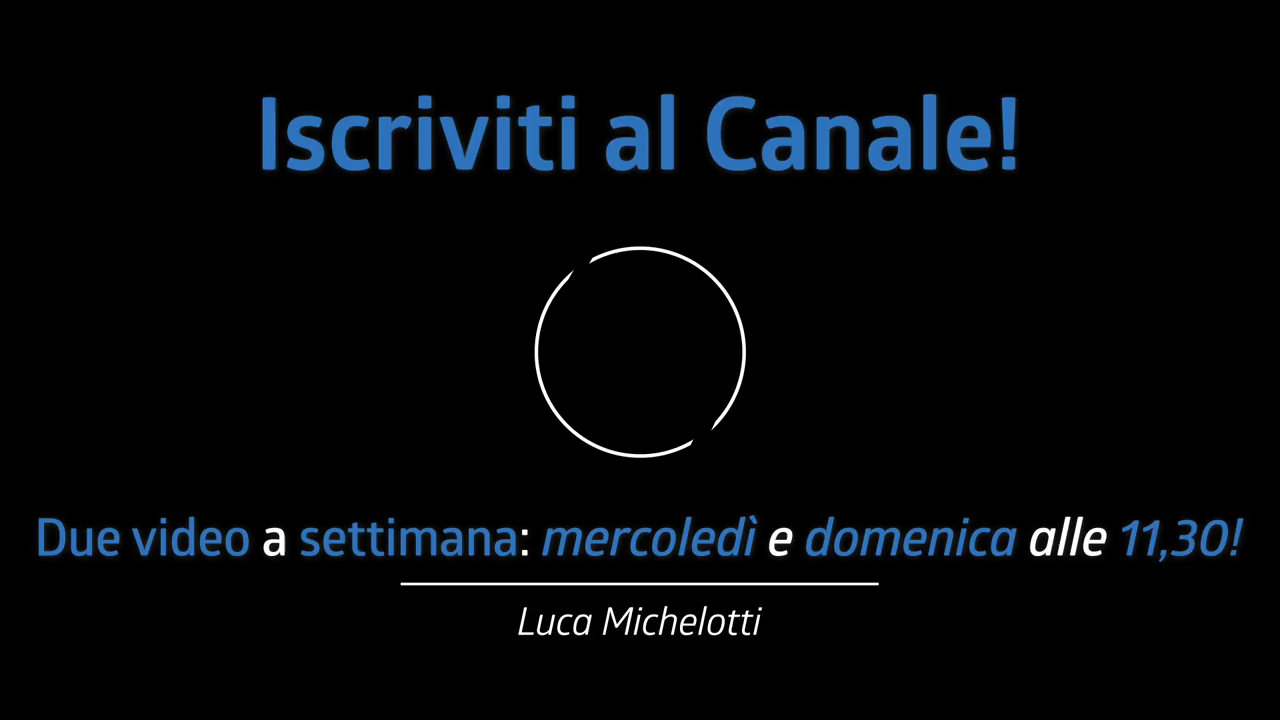 Iscriviti al Canale!
Due video a settimana: mercoledì e domenica alle 11,30!
Luca Michelotti